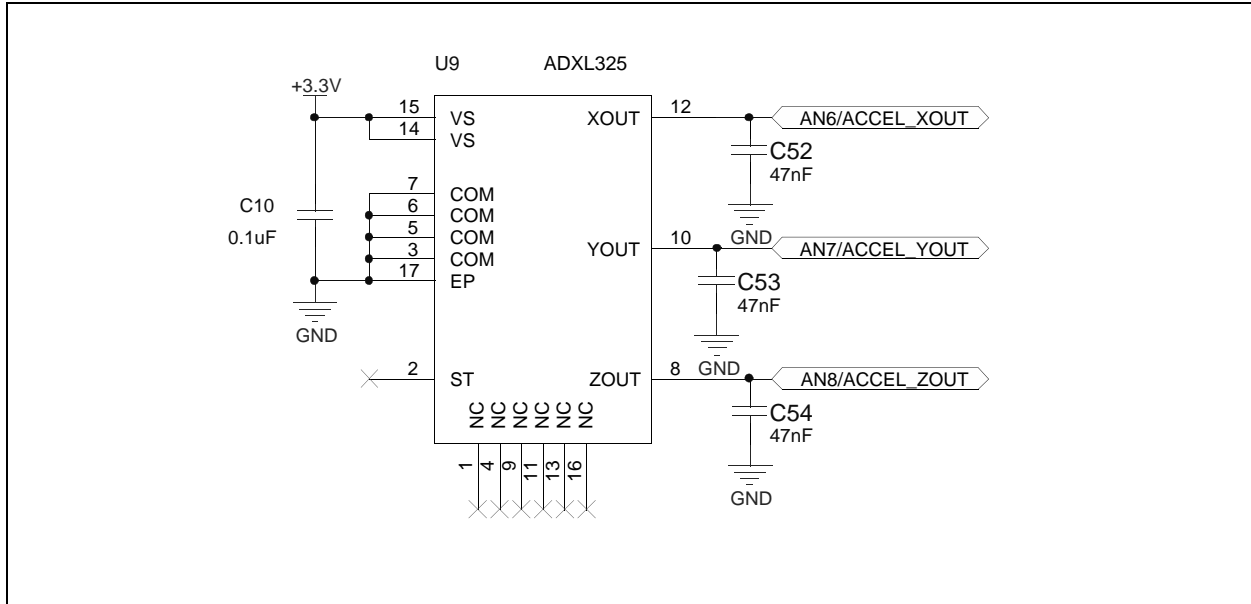 U9 ADXL325
+3.3V
15 VS XOUT 12 AN6/ACCEL_XOUT
14 VS
C52
47nF
7 COM
6 COM
C10
0.1uF
5 COM
3 COM
17 EP
GND
YOUT 10 AN7/ACCEL_YOUT
C53
47nF
GND
2 ST ZOUT 8 GND AN8/ACCEL_ZOUT
C54
47nF
NC NC NC NC NC NC
1 4 9 11 13 16
GND